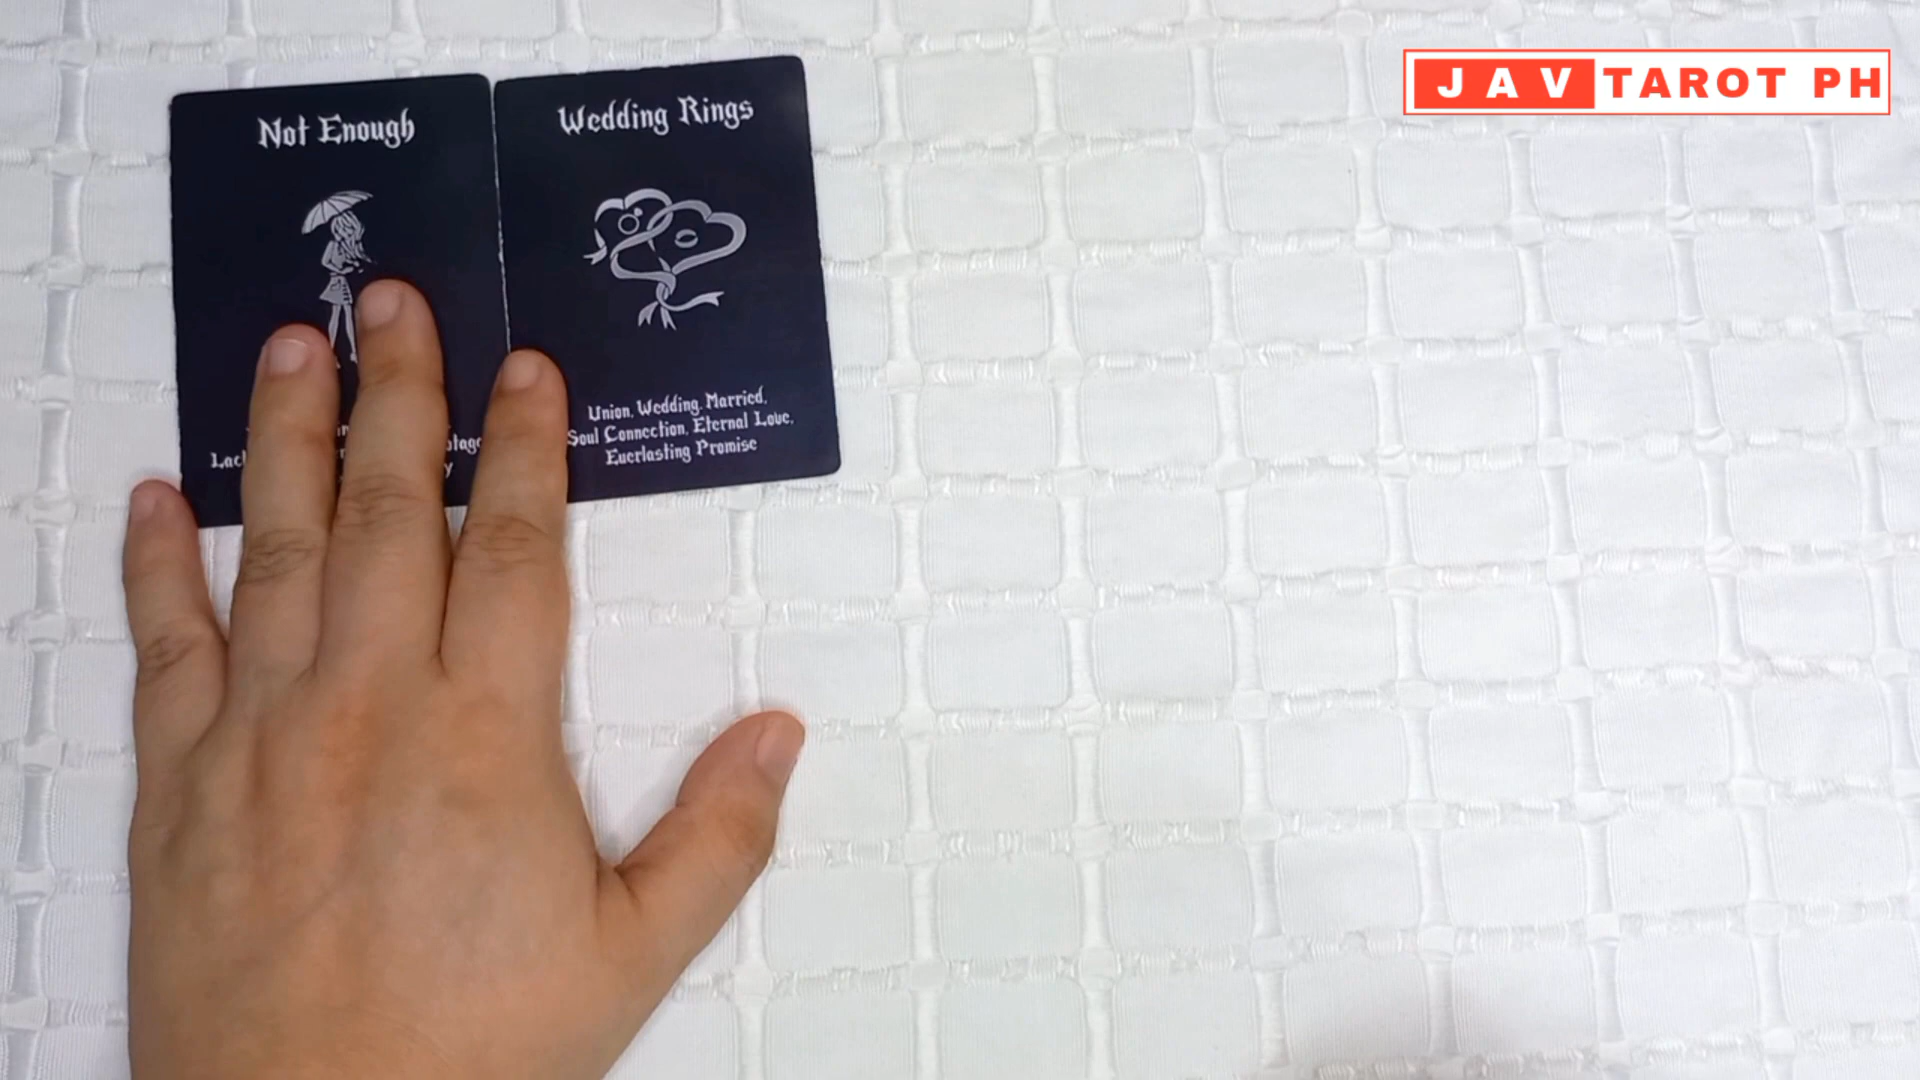 JAV TAROT PH
Not Enough
Wedding Rings
Union, Wedding, Married,
Soul Connection, Eternal Love,
Everlasting Promise